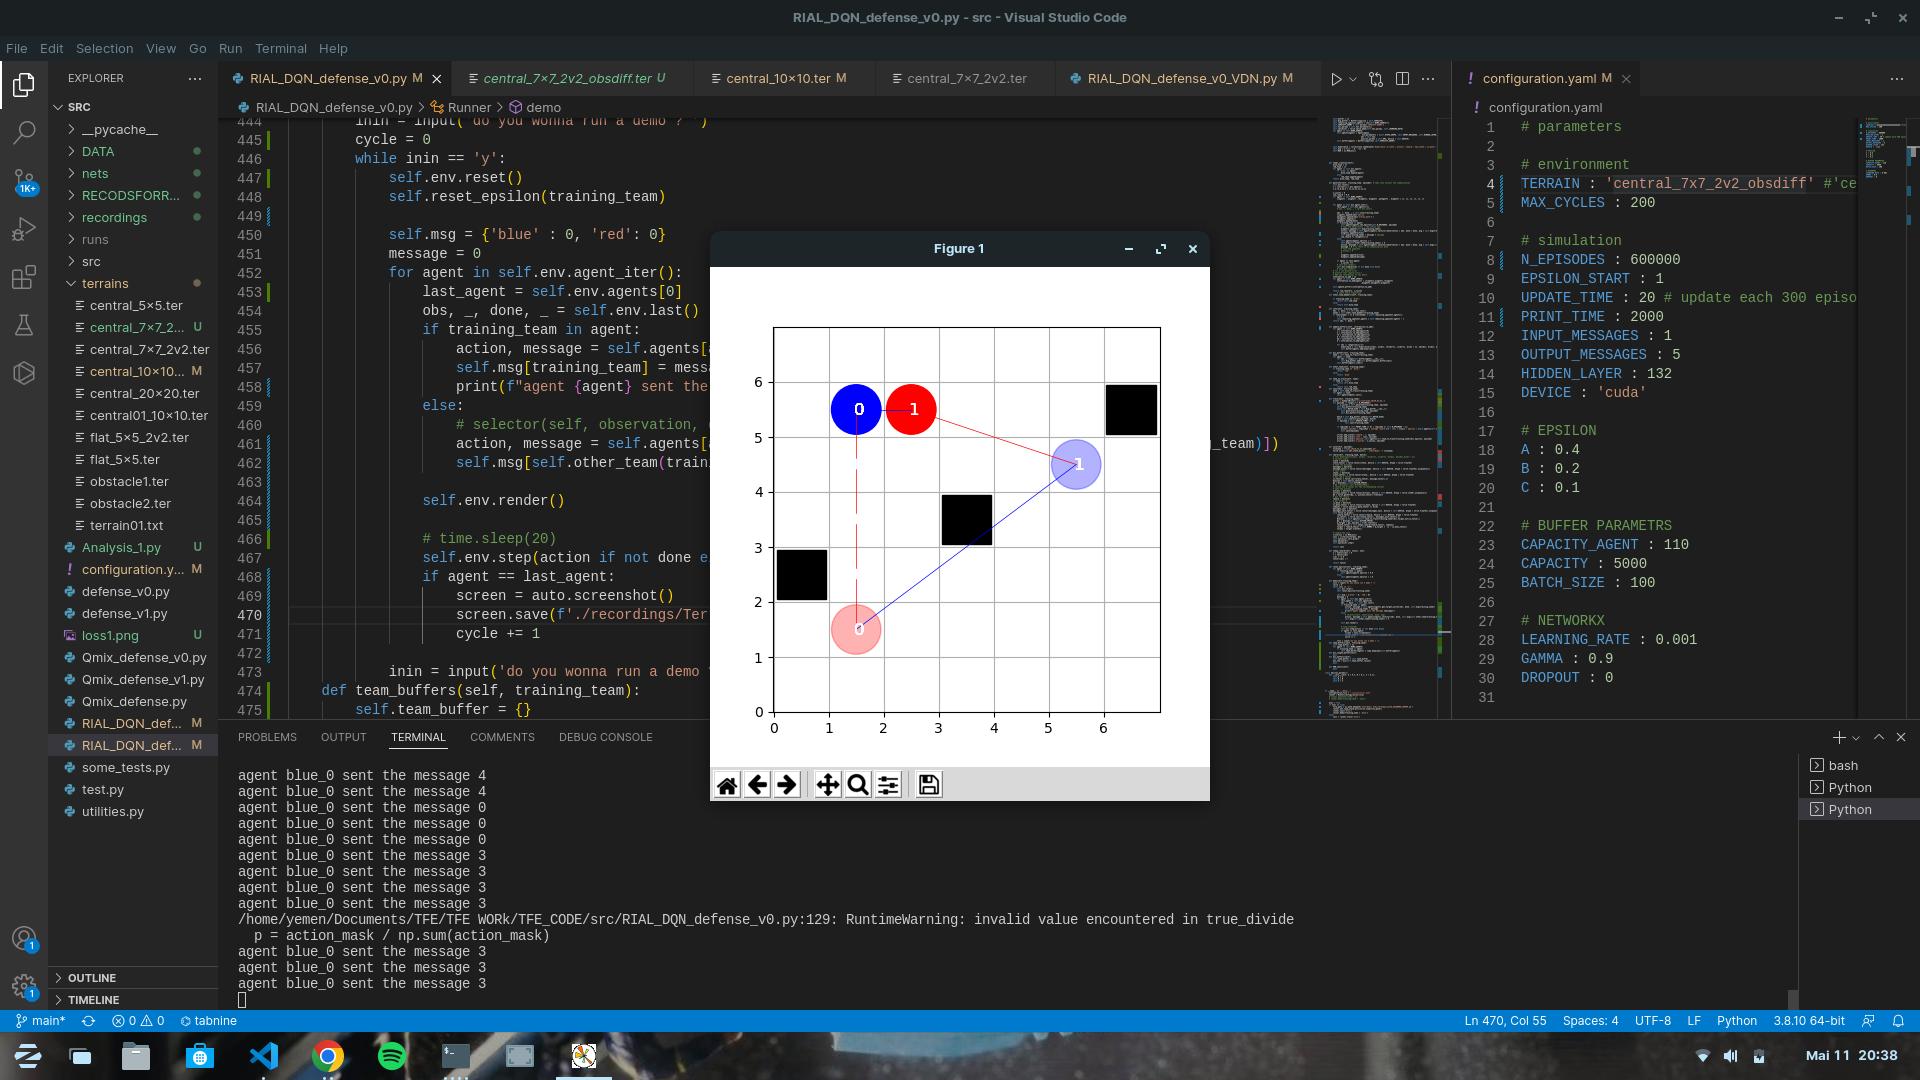 RIAL_DQN_defense_v0.py - src - Visual Studio Code
File Edit Selection View Go Run Terminal Help
EXPLORER
SRC
__pycache__
DATA
nets
RECODSFORR...
recordings
runs
src
terrains
central_5×5.ter
central_7×7_2... U
central_7×7_2v2.ter
central_10×10... M
central_20×20.ter
central01_10×10.ter
flat_5×5_2v2.ter
flat_5×5.ter
obstacle1.ter
obstacle2.ter
terrain01.txt
Analysis_1.py U
configuration.y... M
defense_v0.py
defense_v1.py
loss1.png U
Qmix_defense_v0.py
Qmix_defense_v1.py
Qmix_defense.py
RIAL_DQN_def... M
RIAL_DQN_def... M
some_tests.py
test.py
utilities.py
OUTLINE
TIMELINE
1K+
1
1
RIAL_DQN_defense_v0.py M central_7×7_2v2_obsdiff.ter U central_10×10.ter M central_7×7_2v2.ter RIAL_DQN_defense_v0_VDN.py M
RIAL_DQN_defense_v0.py > Runner > demo
444 inin = input('do you wonna run a demo ? ')
445 cycle = 0
446 while inin == 'y':
447 self.env.reset()
448 self.reset_epsilon(training_team)
449
450 self.msg = {'blue' : 0, 'red': 0}
451 message = 0
452 for agent in self.env.agent_iter():
453 last_agent = self.env.agents[0]
454 obs, _, done, _ = self.env.last()
455 if training_team in agent:
456 action, message = self.agents[
457 self.msg[training_team] = mess
458 print(f"agent {agent} sent the
459 else:
460 # selector(self, observation,
461 action, message = self.agents[ _team)])
462 self.msg[self.other_team(train
463
464 self.env.render()
465
466 # time.sleep(20)
467 self.env.step(action if not done
468 if agent == last_agent:
469 screen = auto.screenshot()
470 screen.save(f'./recordings/Ter
471 cycle += 1
472
473 inin = input('do you wonna run a demo
474 def team_buffers(self, training_team):
475 self.team_buffer = {}
Figure 1
6
5
4
3
2
1
0
0 1 2 3 4 5 6
0 1
1
0
configuration.yaml M
configuration.yaml
1 # parameters
2
3 # environment
4 TERRAIN : 'central_7x7_2v2_obsdiff' #'ce
5 MAX_CYCLES : 200
6
7 # simulation
8 N_EPISODES : 600000
9 EPSILON_START : 1
10 UPDATE_TIME : 20 # update each 300 episo
11 PRINT_TIME : 2000
12 INPUT_MESSAGES : 1
13 OUTPUT_MESSAGES : 5
14 HIDDEN_LAYER : 132
15 DEVICE : 'cuda'
16
17 # EPSILON
18 A : 0.4
19 B : 0.2
20 C : 0.1
21
22 # BUFFER PARAMETRS
23 CAPACITY_AGENT : 110
24 CAPACITY : 5000
25 BATCH_SIZE : 100
26
27 # NETWORKX
28 LEARNING_RATE : 0.001
29 GAMMA : 0.9
30 DROPOUT : 0
31
PROBLEMS OUTPUT TERMINAL COMMENTS DEBUG CONSOLE
agent blue_0 sent the message 4
agent blue_0 sent the message 4
agent blue_0 sent the message 0
agent blue_0 sent the message 0
agent blue_0 sent the message 0
agent blue_0 sent the message 3
agent blue_0 sent the message 3
agent blue_0 sent the message 3
agent blue_0 sent the message 3
/home/yemen/Documents/TFE/TFE WORk/TFE_CODE/src/RIAL_DQN_defense_v0.py:129: RuntimeWarning: invalid value encountered in true_divide
p = action_mask / np.sum(action_mask)
agent blue_0 sent the message 3
agent blue_0 sent the message 3
agent blue_0 sent the message 3
bash
Python
Python
main* 0 0 tabnine Ln 470, Col 55 Spaces: 4 UTF-8 LF Python 3.8.10 64-bit
Mai 11 20:38